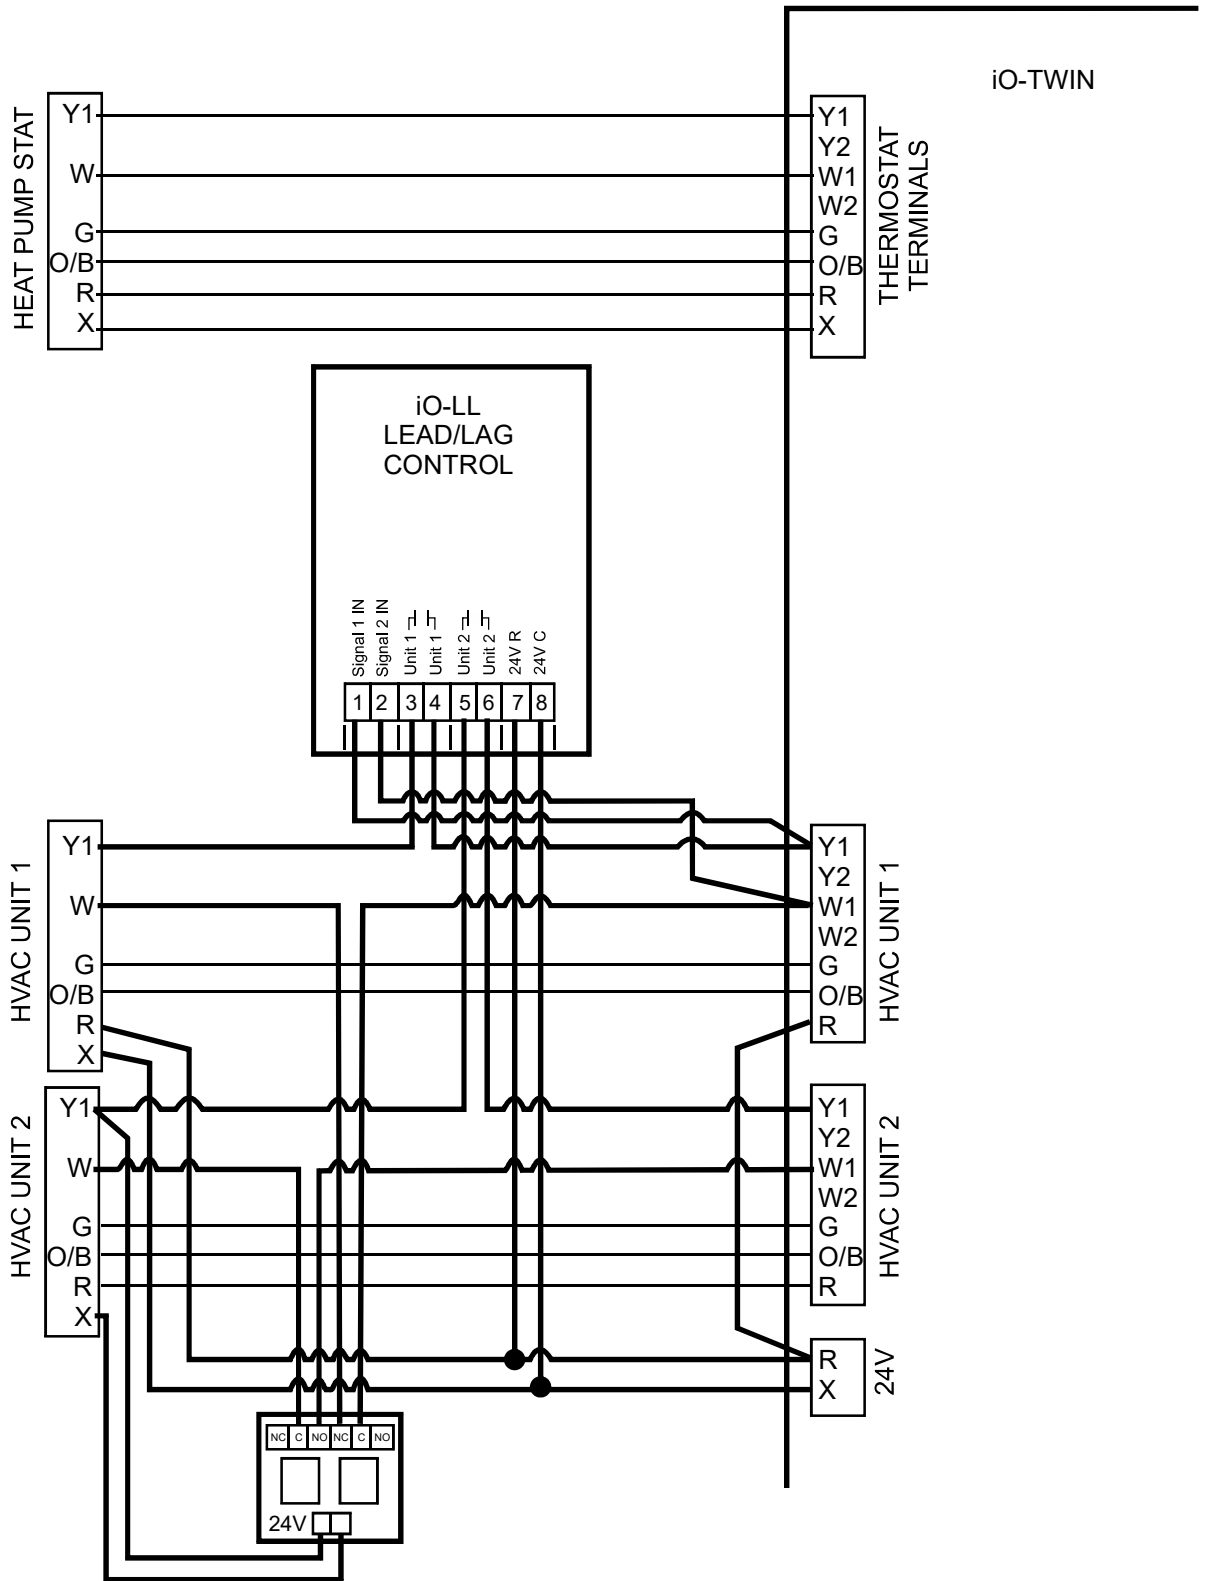 iO-TWIN
HEAT PUMP STAT
Y1
W
G
O/B
R
X
Y1
Y2
W1
W2
G
O/B
R
X
THERMOSTAT
TERMINALS
iO-LL
LEAD/LAG
CONTROL
Signal 1 IN
Signal 2 IN
Unit 1
Unit 1
Unit 2
Unit 2
24V R
24V C
1 2 3 4 5 6 7 8
HVAC UNIT 1
Y1
W
G
O/B
R
X
Y1
Y2
W1
W2
G
O/B
R
HVAC UNIT 1
HVAC UNIT 2
Y1
W
G
O/B
R
X
Y1
Y2
W1
W2
G
O/B
R
HVAC UNIT 2
R
X
24V
NC C NO NC C NO
24V